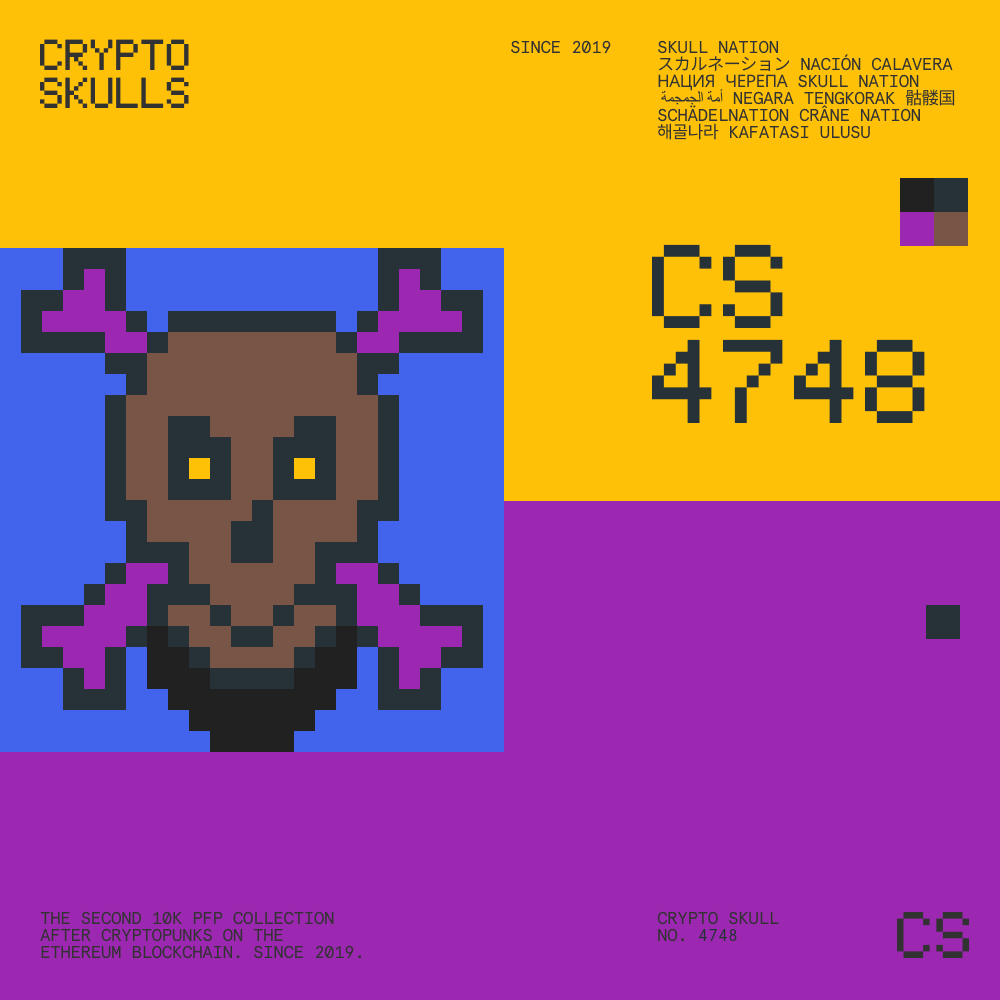 CRYPTO
SKULLS
SINCE 2019
SKULL NATION
スカルネーション NACIÓN CALAVERA
НАЦИЯ ЧЕРЕПА SKULL NATION
أمة الجمجمة NEGARA TENGKORAK 骷髅国
SCHÄDELNATION CRÂNE NATION
해골나라 KAFATASI ULUSU
CS
4748
THE SECOND 10K PFP COLLECTION
AFTER CRYPTOPUNKS ON THE
ETHEREUM BLOCKCHAIN. SINCE 2019.
CRYPTO SKULL
NO. 4748
CS